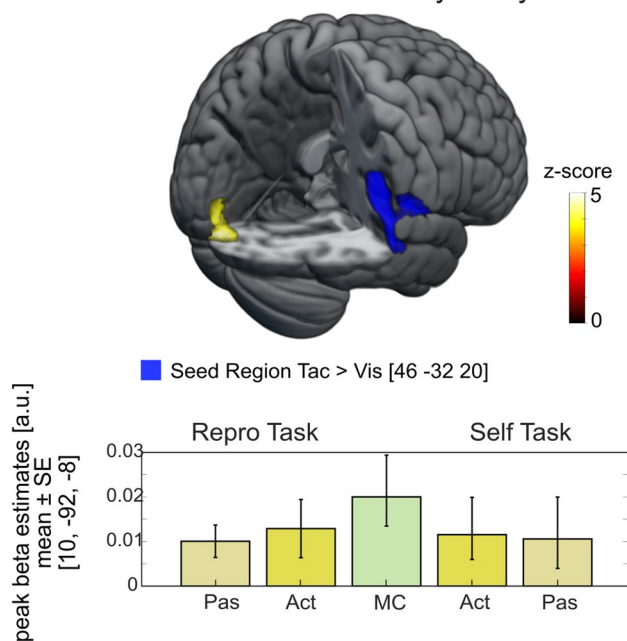 z-score
5
0
Seed Region Tac > Vis [46 -32 20]
peak beta estimates [a.u.]
mean ± SE
[10, -92, -8]
Repro Task Self Task
0.03
0.02
0.01
0
Pas Act MC Act Pas